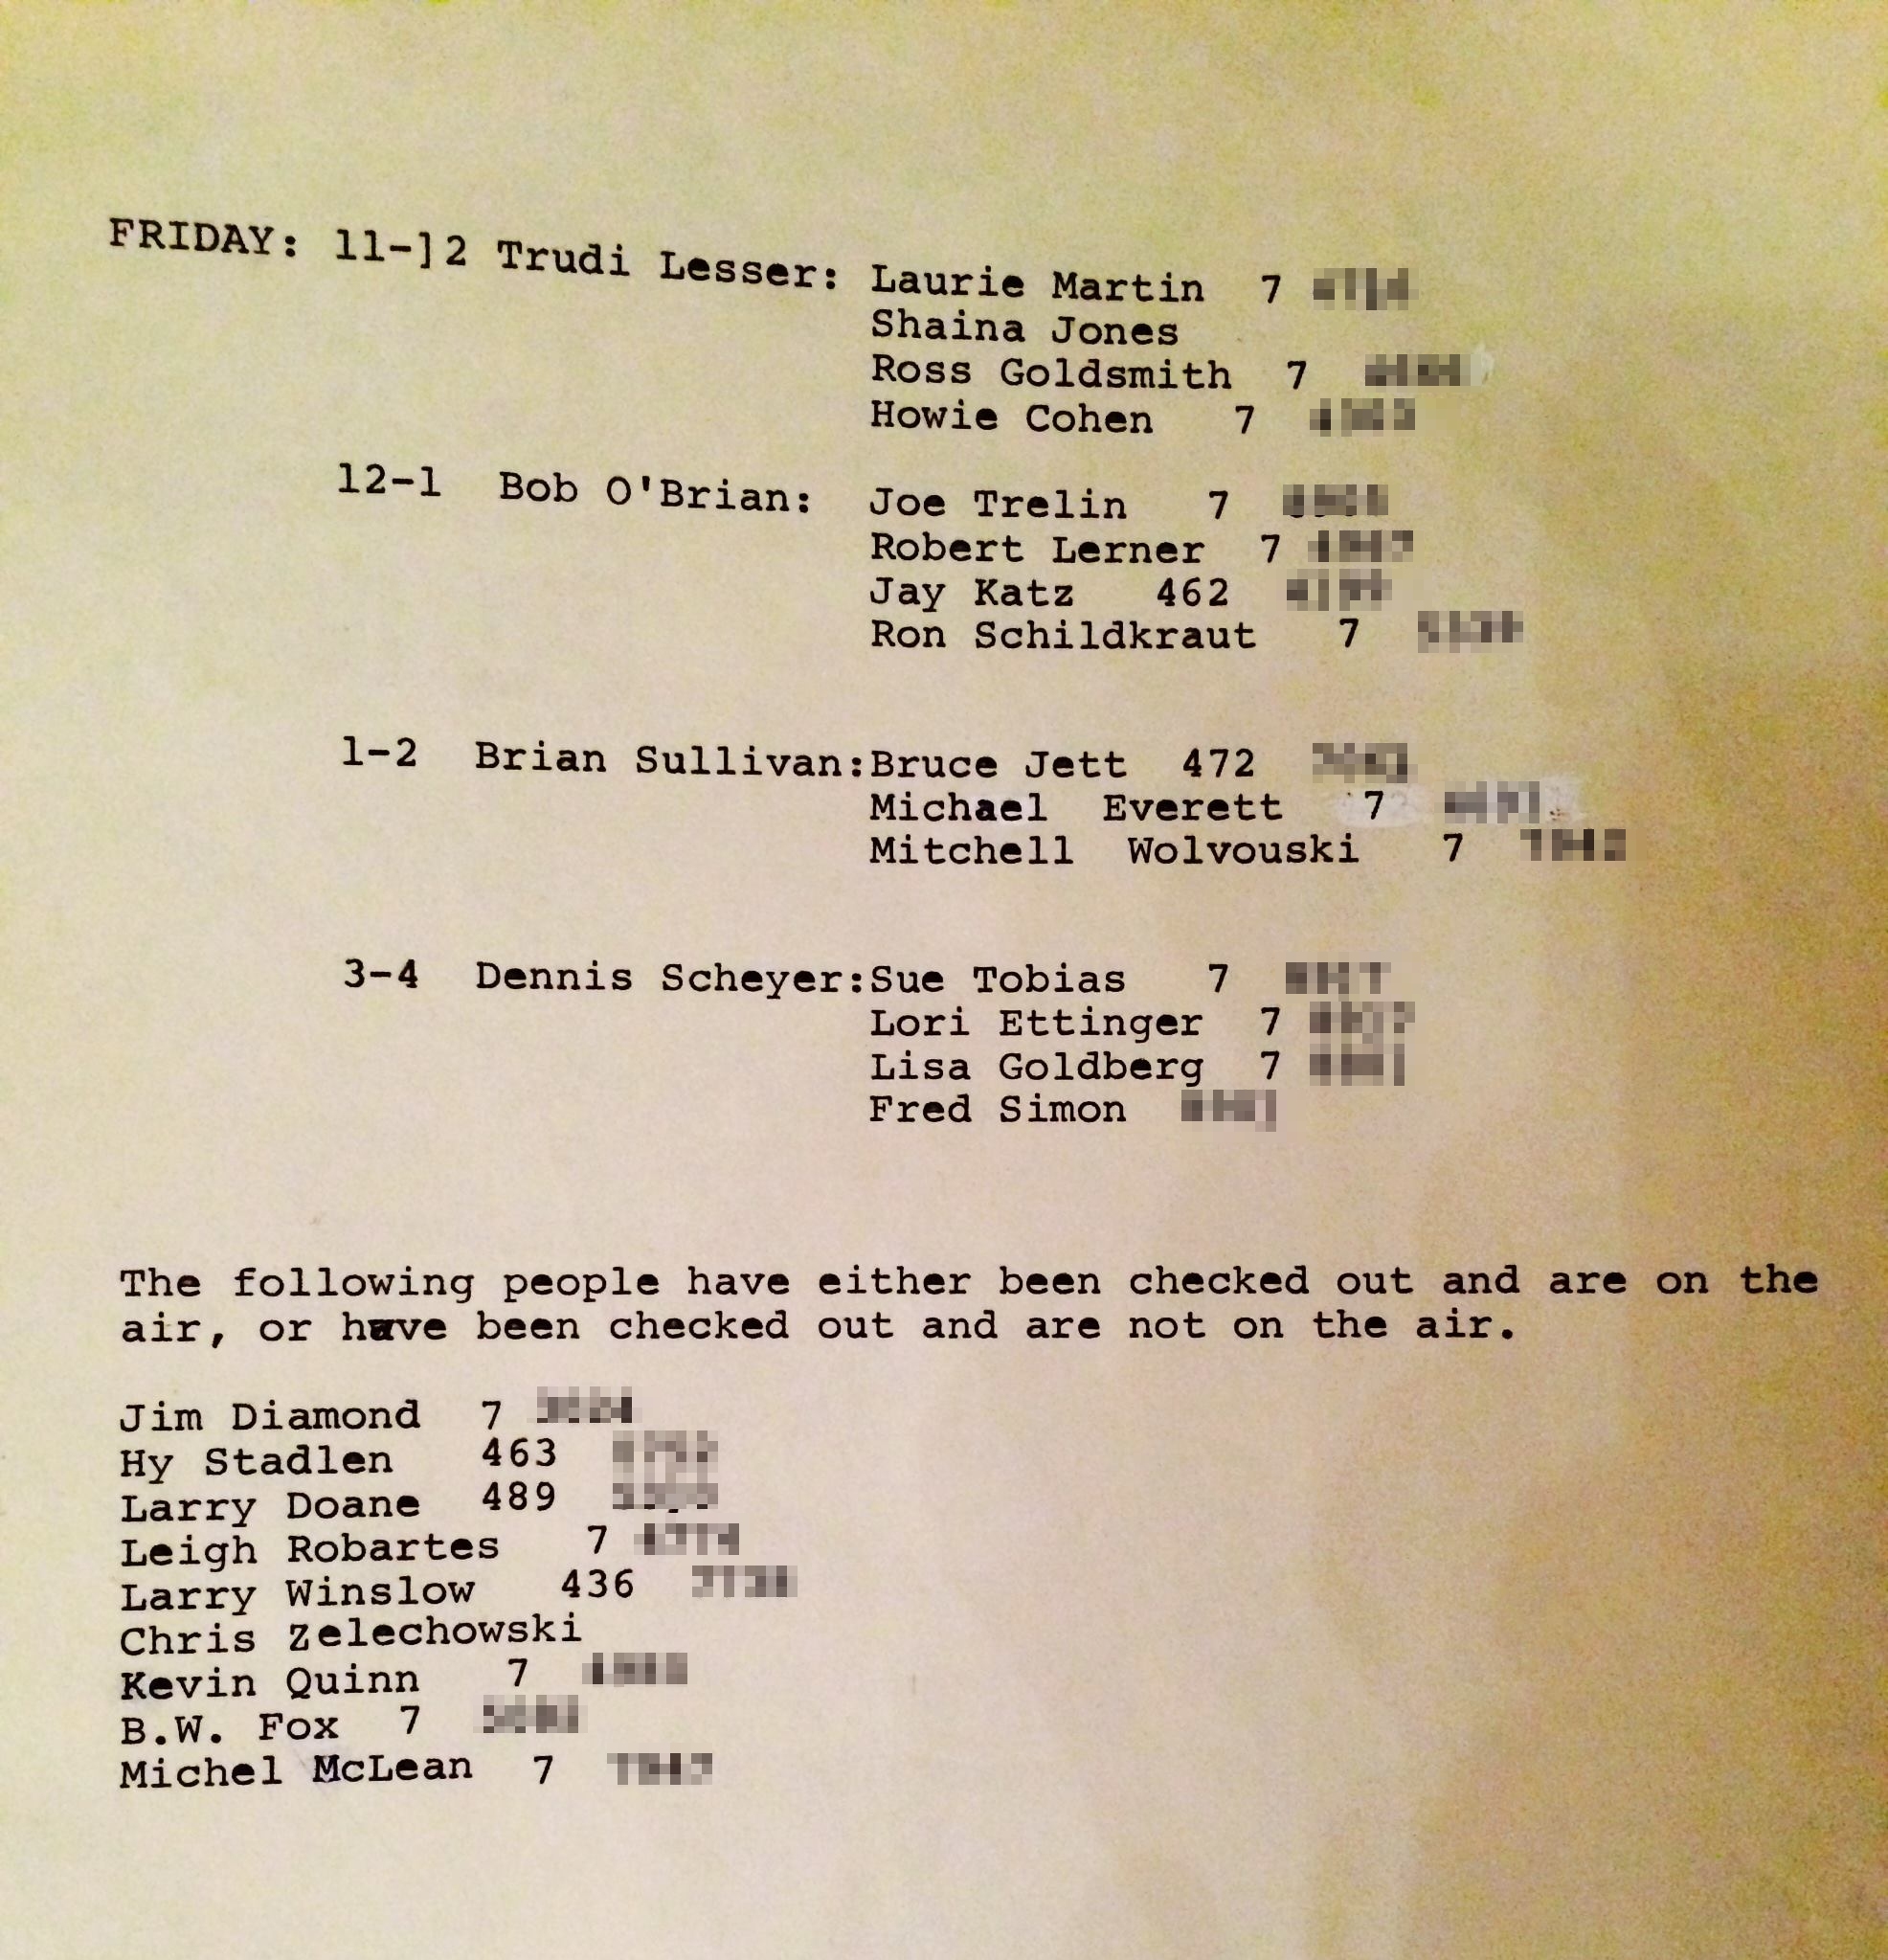 FRIDAY: 11-12 Trudi Lesser: Laurie Martin 7
Shaina Jones
Ross Goldsmith 7
Howie Cohen 7
12-1 Bob O'Brian: Joe Trelin 7
Robert Lerner 7
Jay Katz 462
Ron Schildkraut 7
1-2 Brian Sullivan:Bruce Jett 472
Michael Everett 7
Mitchell Wolvouski 7
3-4 Dennis Scheyer:Sue Tobias 7
Lori Ettinger 7
Lisa Goldberg 7
Fred Simon
The following people have either been checked out and are on the
air, or have been checked out and are not on the air.
Jim Diamond 7
Hy Stadlen 463
Larry Doane 489
Leigh Robartes 7
Larry Winslow 436
Chris Zelechowski
Kevin Quinn 7
B.W. Fox 7
Michel McLean 7